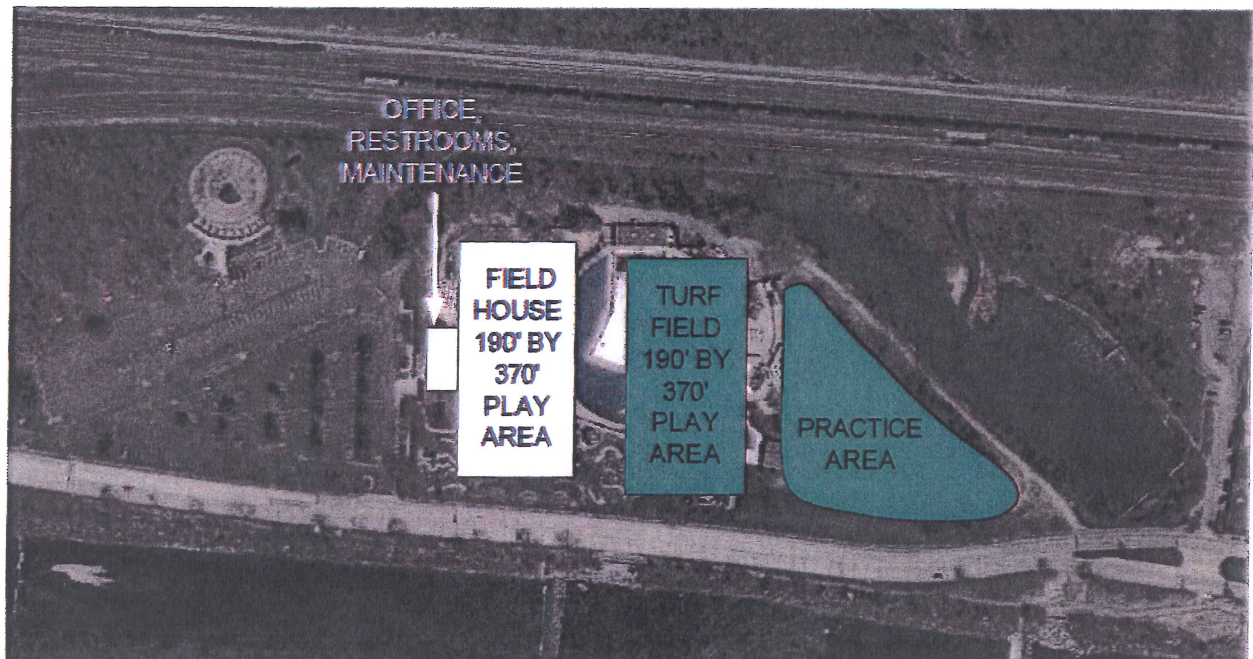 OFFICE,
RESTROOMS,
MAINTENANCE
FIELD
HOUSE
190' BY
370'
PLAY
AREA
TURF
FIELD
190' BY
370'
PLAY
AREA
PRACTICE
AREA